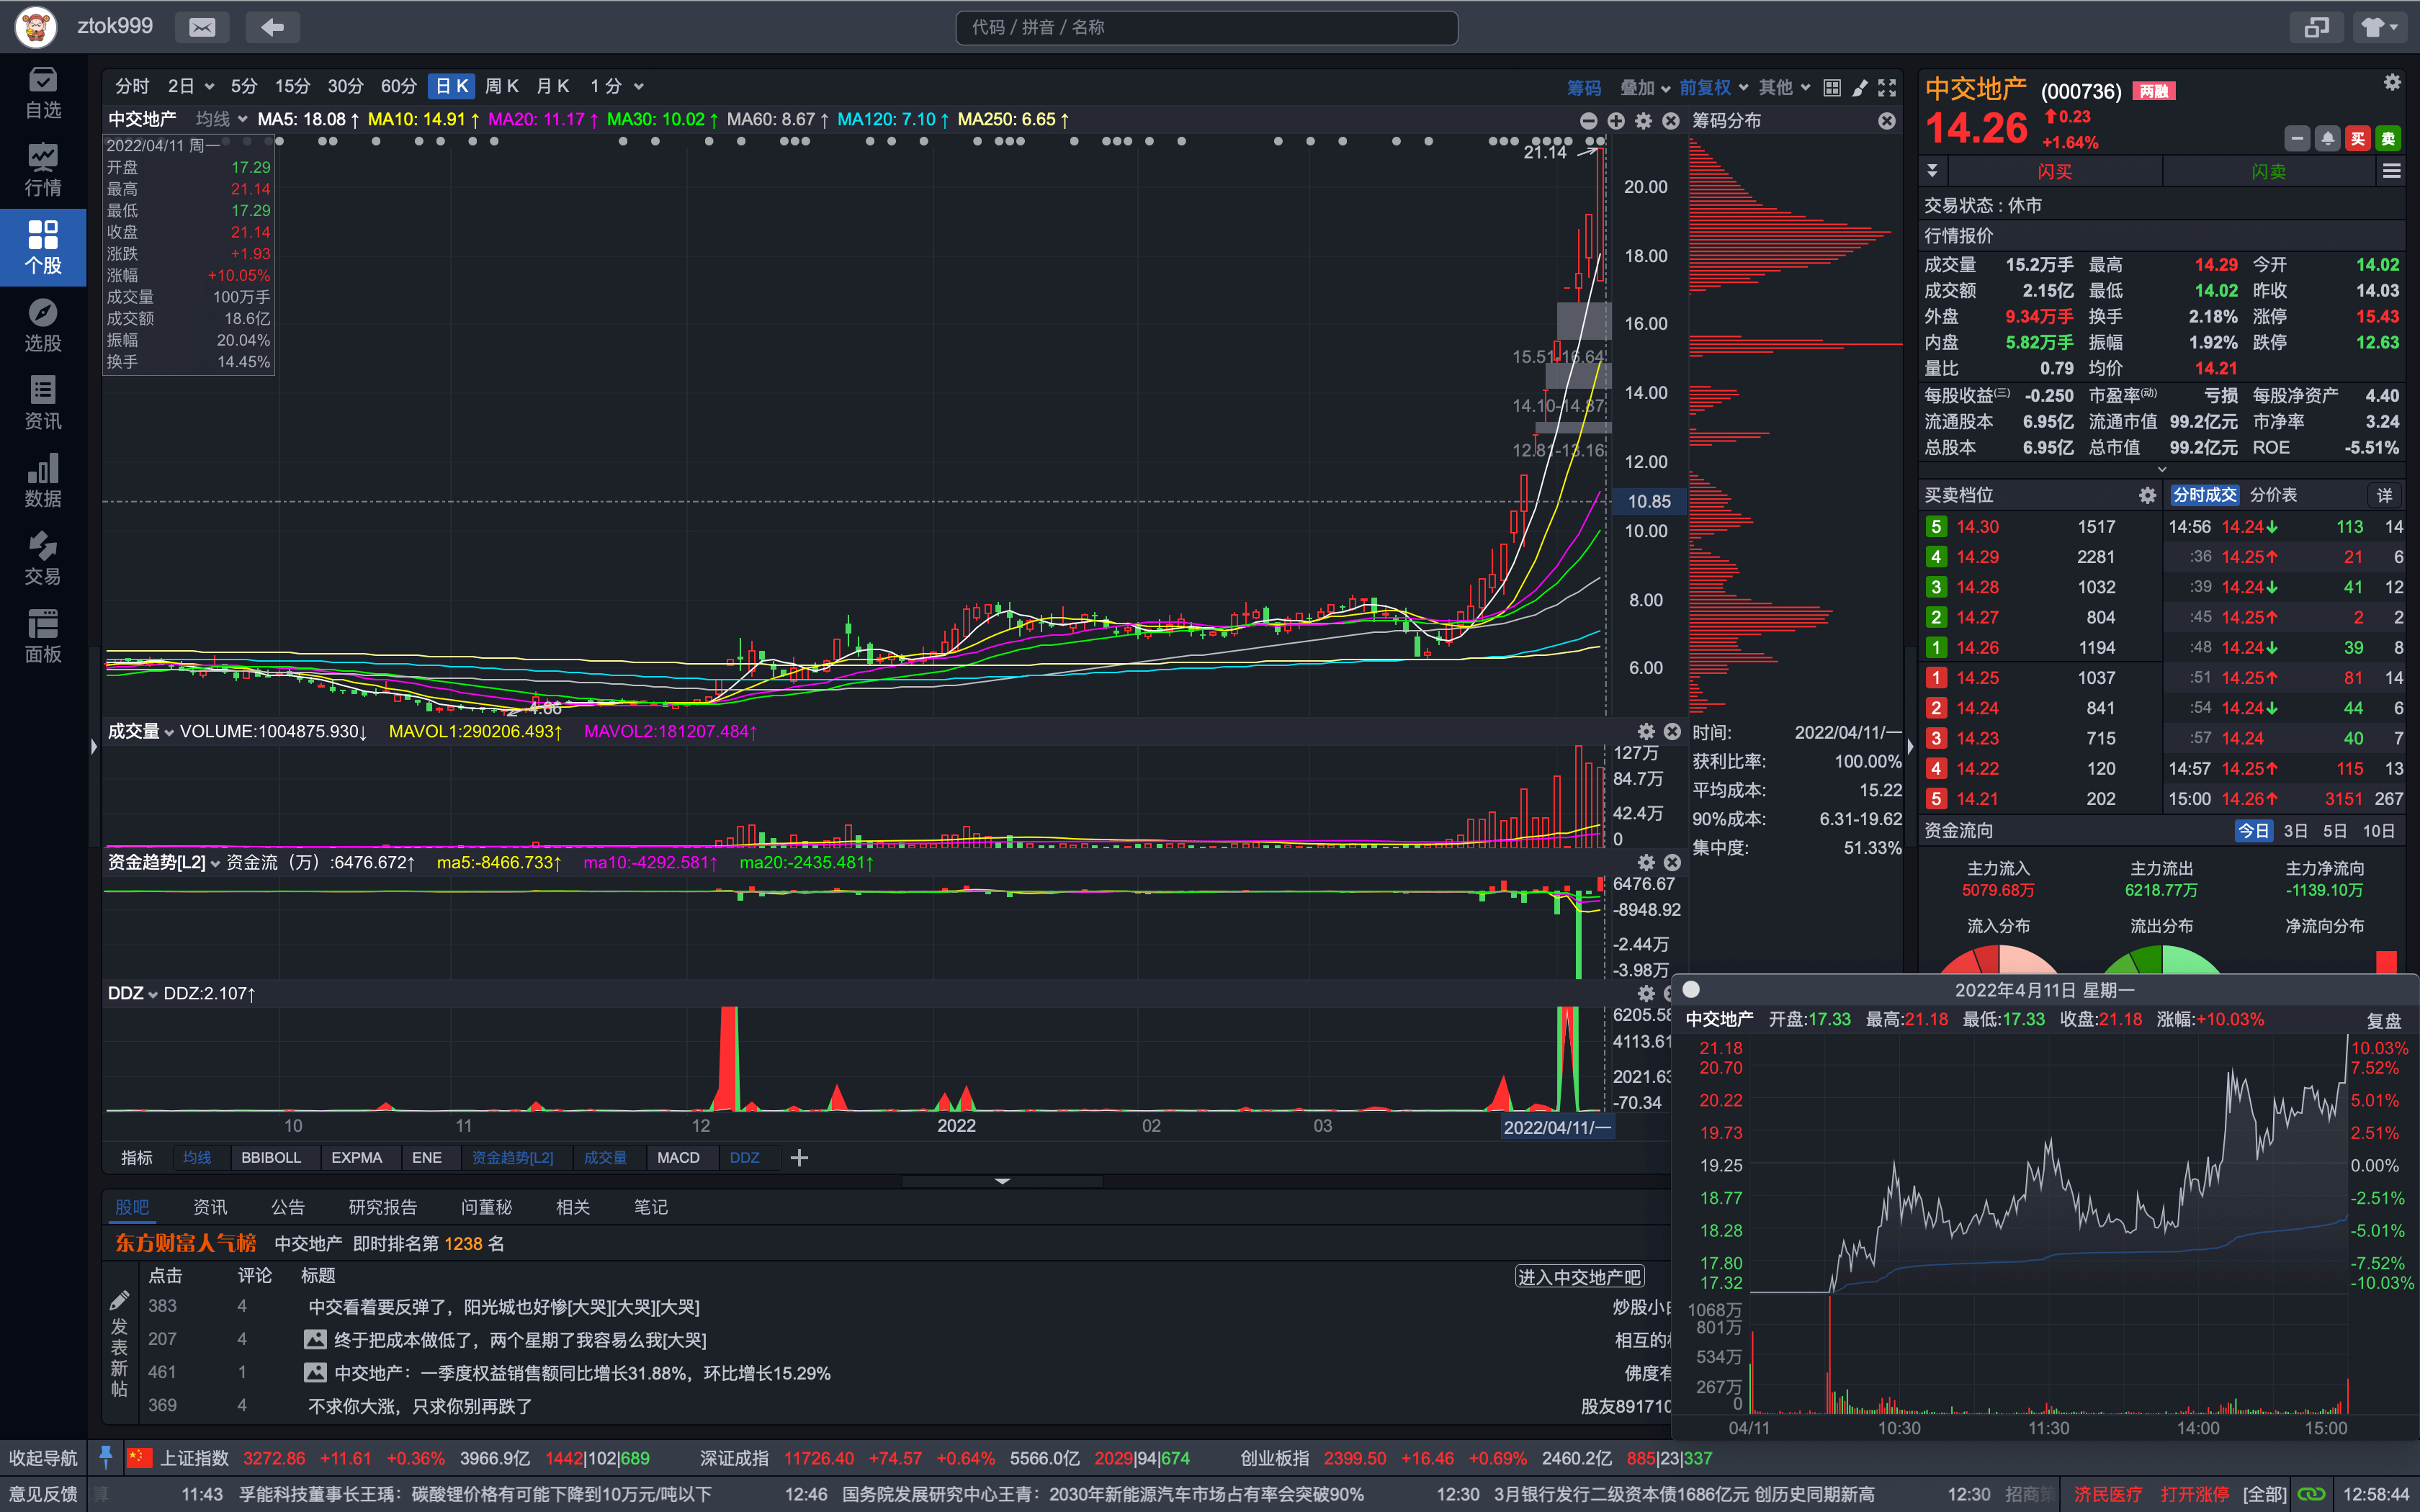 ztok999
代码 / 拼音 / 名称
自选
行情
个股
选股
资讯
数据
交易
面板
分时 2日 5分 15分 30分 60分 日K 周K 月K 1分 筹码 叠加 前复权 其他
中交地产 均线 MA5: 18.08↑ MA10: 14.91↑ MA20: 11.17↑ MA30: 10.02↑ MA60: 8.67↑ MA120: 7.10↑ MA250: 6.65↑
2022/04/11 周一
开盘 17.29
最高 21.14
最低 17.29
收盘 21.14
涨跌 +1.93
涨幅 +10.05%
成交量 100万手
成交额 18.6亿
振幅 20.04%
换手 14.45%
21.14
15.51-16.64
14.10-14.87
12.81-13.16
4.66
20.00
18.00
16.00
14.00
12.00
10.85
10.00
8.00
6.00
筹码分布
时间: 2022/04/11/一
获利比率: 100.00%
平均成本: 15.22
90%成本: 6.31-19.62
集中度: 51.33%
成交量 VOLUME:1004875.930↓ MAVOL1:290206.493↑ MAVOL2:181207.484↑
127万
84.7万
42.4万
0
资金趋势[L2] 资金流（万）:6476.672↑ ma5:-8466.733↑ ma10:-4292.581↑ ma20:-2435.481↑
6476.67
-8948.92
-2.44万
-3.98万
DDZ DDZ:2.107↑
6205.58
4113.61
2021.63
-70.34
10 11 12 2022 02 03 2022/04/11/一
指标 均线 BBIBOLL EXPMA ENE 资金趋势[L2] 成交量 MACD DDZ
股吧 资讯 公告 研究报告 问董秘 相关 笔记
东方财富人气榜 中交地产 即时排名第 1238 名
点击 评论 标题 进入中交地产吧
发表新帖
383 4 中交看着要反弹了，阳光城也好惨[大哭][大哭][大哭] 炒股小
207 4 终于把成本做低了，两个星期了我容易么我[大哭] 相互的
461 1 中交地产：一季度权益销售额同比增长31.88%，环比增长15.29% 佛度有
369 4 不求你大涨，只求你别再跌了 股友891710
中交地产 (000736) 两融
14.26 ↑0.23
+1.64%
买 卖
闪买 闪卖
交易状态 : 休市
行情报价
成交量 15.2万手 最高 14.29 今开 14.02
成交额 2.15亿 最低 14.02 昨收 14.03
外盘 9.34万手 换手 2.18% 涨停 15.43
内盘 5.82万手 振幅 1.92% 跌停 12.63
量比 0.79 均价 14.21
每股收益(三) -0.250 市盈率(动) 亏损 每股净资产 4.40
流通股本 6.95亿 流通市值 99.2亿元 市净率 3.24
总股本 6.95亿 总市值 99.2亿元 ROE -5.51%
买卖档位 分时成交 分价表 详
5 14.30 1517 14:56 14.24↓ 113 14
4 14.29 2281 :36 14.25↑ 21 6
3 14.28 1032 :39 14.24↓ 41 12
2 14.27 804 :45 14.25↑ 2 2
1 14.26 1194 :48 14.24↓ 39 8
1 14.25 1037 :51 14.25↑ 81 14
2 14.24 841 :54 14.24↓ 44 6
3 14.23 715 :57 14.24 40 7
4 14.22 120 14:57 14.25↑ 115 13
5 14.21 202 15:00 14.26↑ 3151 267
资金流向 今日 3日 5日 10日
主力流入 主力流出 主力净流向
5079.68万 6218.77万 -1139.10万
流入分布 流出分布 净流向分布
2022年4月11日 星期一
中交地产 开盘:17.33 最高:21.18 最低:17.33 收盘:21.18 涨幅:+10.03% 复盘
21.18 10.03%
20.70 7.52%
20.22 5.01%
19.73 2.51%
19.25 0.00%
18.77 -2.51%
18.28 -5.01%
17.80 -7.52%
17.32 -10.03%
1068万
801万
534万
267万
0
04/11 10:30 11:30 14:00 15:00
收起导航 上证指数 3272.86 +11.61 +0.36% 3966.9亿 1442|102|689 深证成指 11726.40 +74.57 +0.64% 5566.0亿 2029|94|674 创业板指 2399.50 +16.46 +0.69% 2460.2亿 885|23|337
意见反馈 11:43 孚能科技董事长王瑀：碳酸锂价格有可能下降到10万元/吨以下 12:46 国务院发展研究中心王青：2030年新能源汽车市场占有率会突破90% 12:30 3月银行发行二级资本债1686亿元 创历史同期新高 12:30 招商 济民医疗 打开涨停 [全部] 12:58:44